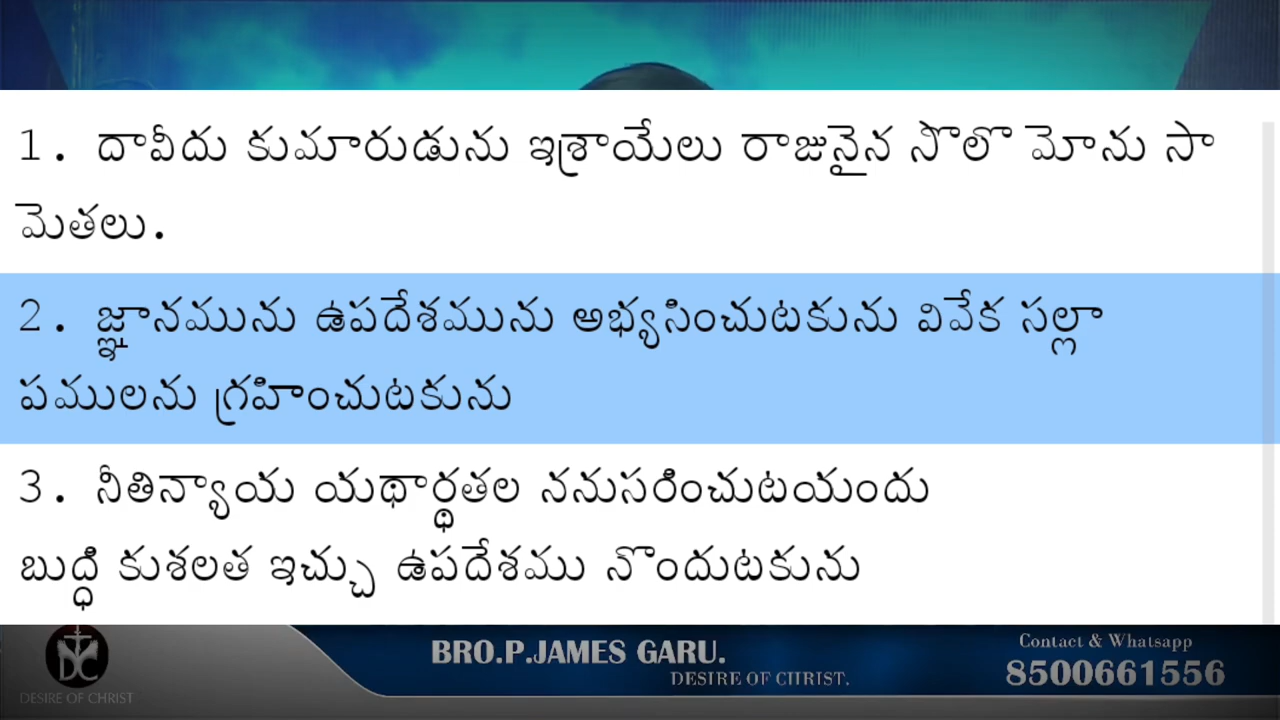 1. దావీదు కుమారుడును ఇశ్రాయేలు రాజునైన సొలొ మోను సా
మెతలు.
2. జ్ఞానమును ఉపదేశమును అభ్యసించుటకును వివేక సల్లా
పములను గ్రహించుటకును
3. నీతిన్యాయ యథార్థతల ననుసరించుటయందు
బుద్ధి కుశలత ఇచ్చు ఉపదేశము నొందుటకును
DC
DESIRE OF CHRIST
BRO.P.JAMES GARU.
DESIRE OF CHRIST.
Contact & Whatsapp
8500661556